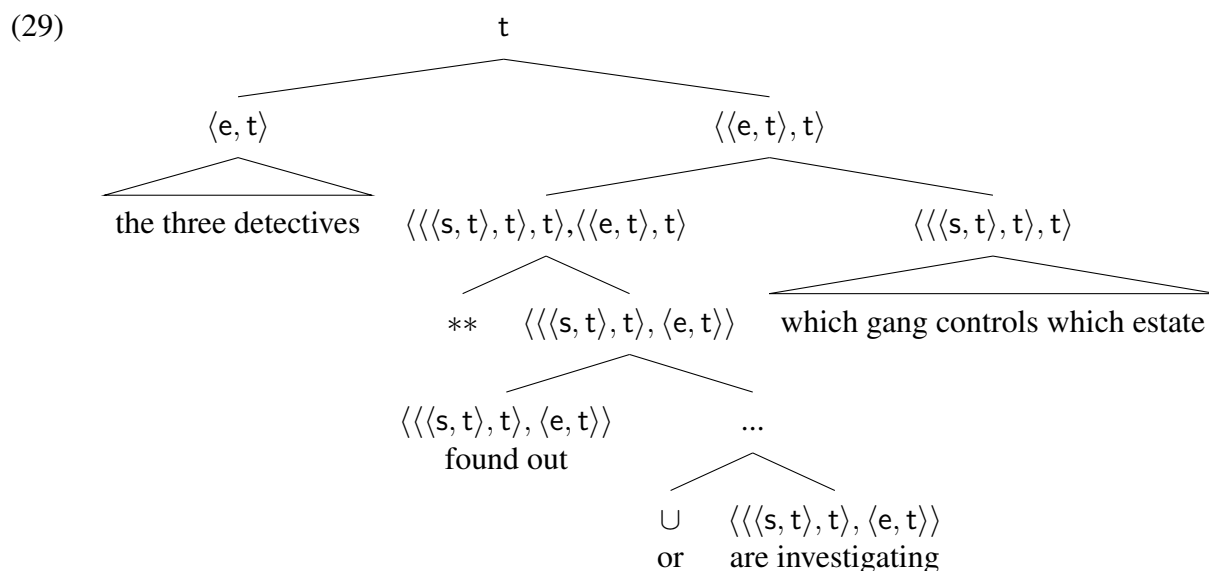 (29) t
⟨e, t⟩ ⟨⟨e, t⟩, t⟩
the three detectives ⟨⟨⟨s, t⟩, t⟩, t⟩,⟨⟨e, t⟩, t⟩ ⟨⟨⟨s, t⟩, t⟩, t⟩
∗∗ ⟨⟨⟨s, t⟩, t⟩, ⟨e, t⟩⟩ which gang controls which estate
⟨⟨⟨s, t⟩, t⟩, ⟨e, t⟩⟩ ...
found out
∪ ⟨⟨⟨s, t⟩, t⟩, ⟨e, t⟩⟩
or are investigating